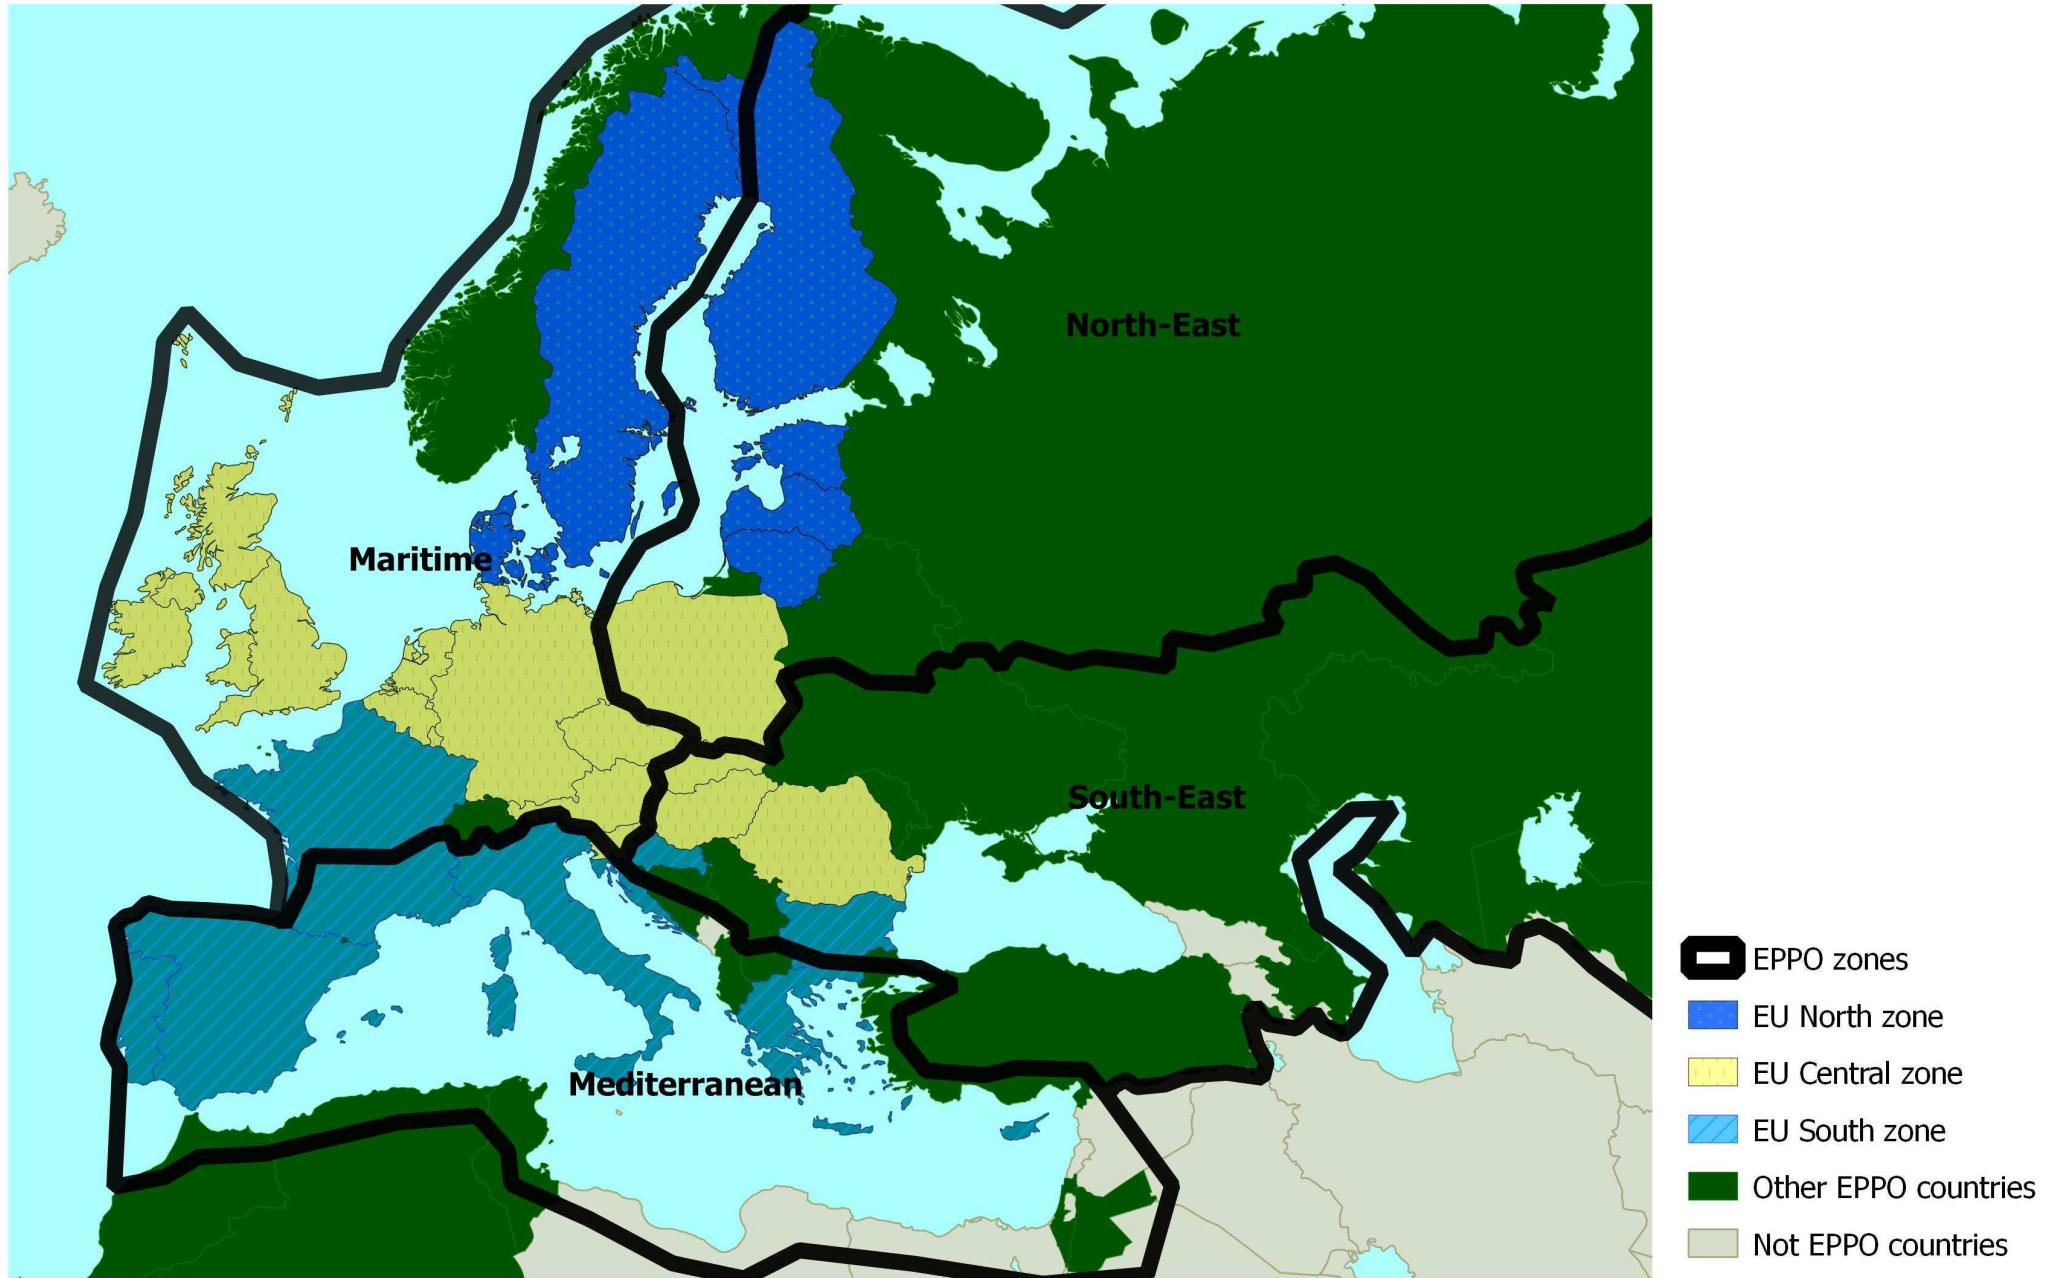 North-East
Maritime
South-East
Mediterranean
EPPO zones
EU North zone
EU Central zone
EU South zone
Other EPPO countries
Not EPPO countries